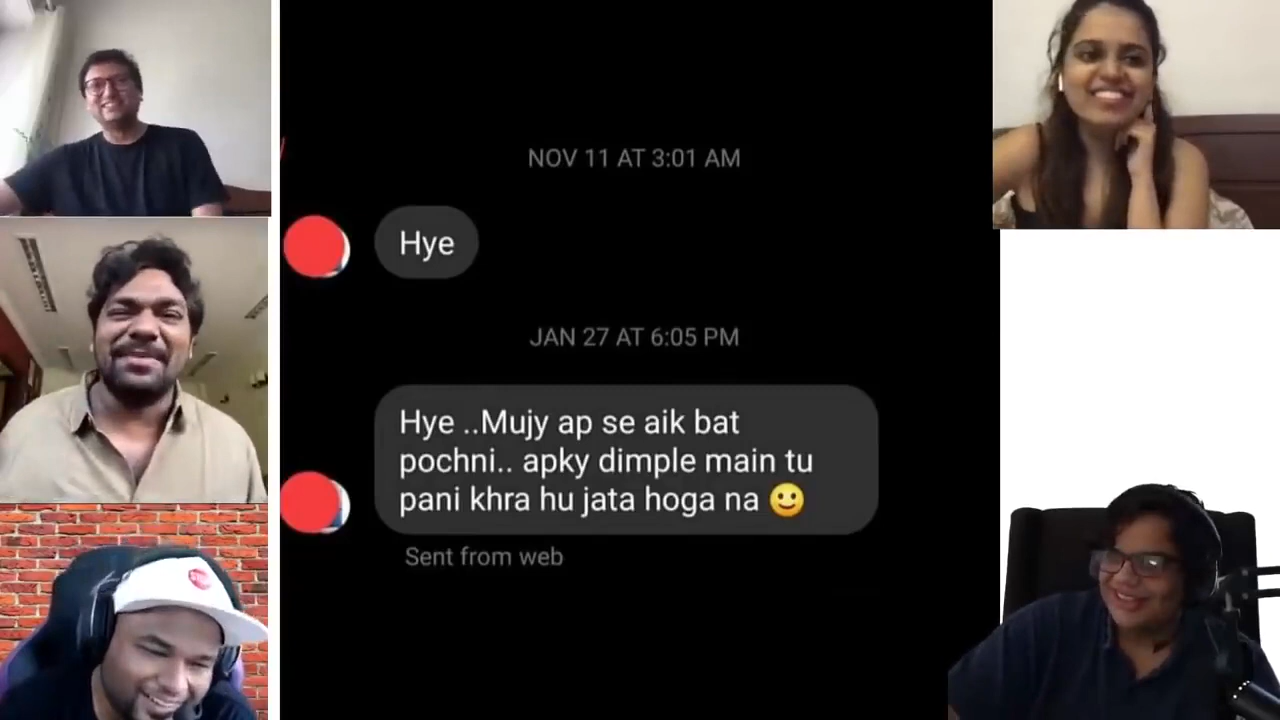 NOV 11 AT 3:01 AM
Hye
JAN 27 AT 6:05 PM
Hye ..Mujy ap se aik bat
pochni.. apky dimple main tu
pani khra hu jata hoga na 🙂
Sent from web